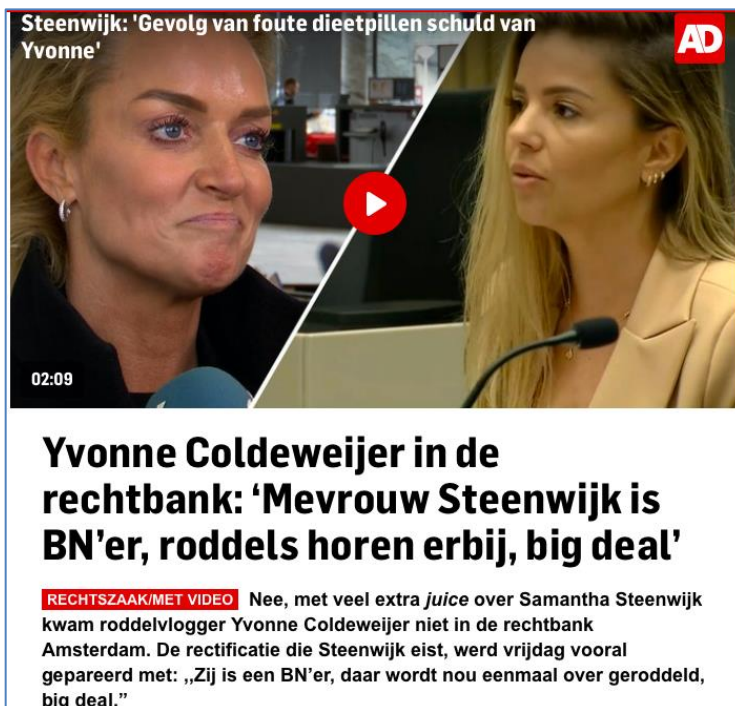 Steenwijk: 'Gevolg van foute dieetpillen schuld van
Yvonne'
AD
02:09
Yvonne Coldeweijer in de
rechtbank: ‘Mevrouw Steenwijk is
BN’er, roddels horen erbij, big deal’
RECHTSZAAK/MET VIDEO Nee, met veel extra juice over Samantha Steenwijk
kwam roddelvlogger Yvonne Coldeweijer niet in de rechtbank
Amsterdam. De rectificatie die Steenwijk eist, werd vrijdag vooral
gepareerd met: ,,Zij is een BN’er, daar wordt nou eenmaal over geroddeld,
big deal.”